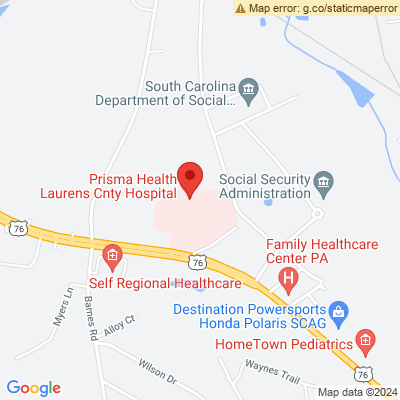 Map error: g.co/staticmaperror
South Carolina
Department of Social...
Prisma Health
Laurens Cnty Hospital
Social Security
Administration
76
76
Family Healthcare
Center PA
H
Self Regional Healthcare
Myers Ln
Barnes Rd
Alloy Ct
Destination Powersports
Honda Polaris SCAG
HomeTown Pediatrics
Wilson Dr
Waynes Trail
76
Google
Map data ©2024